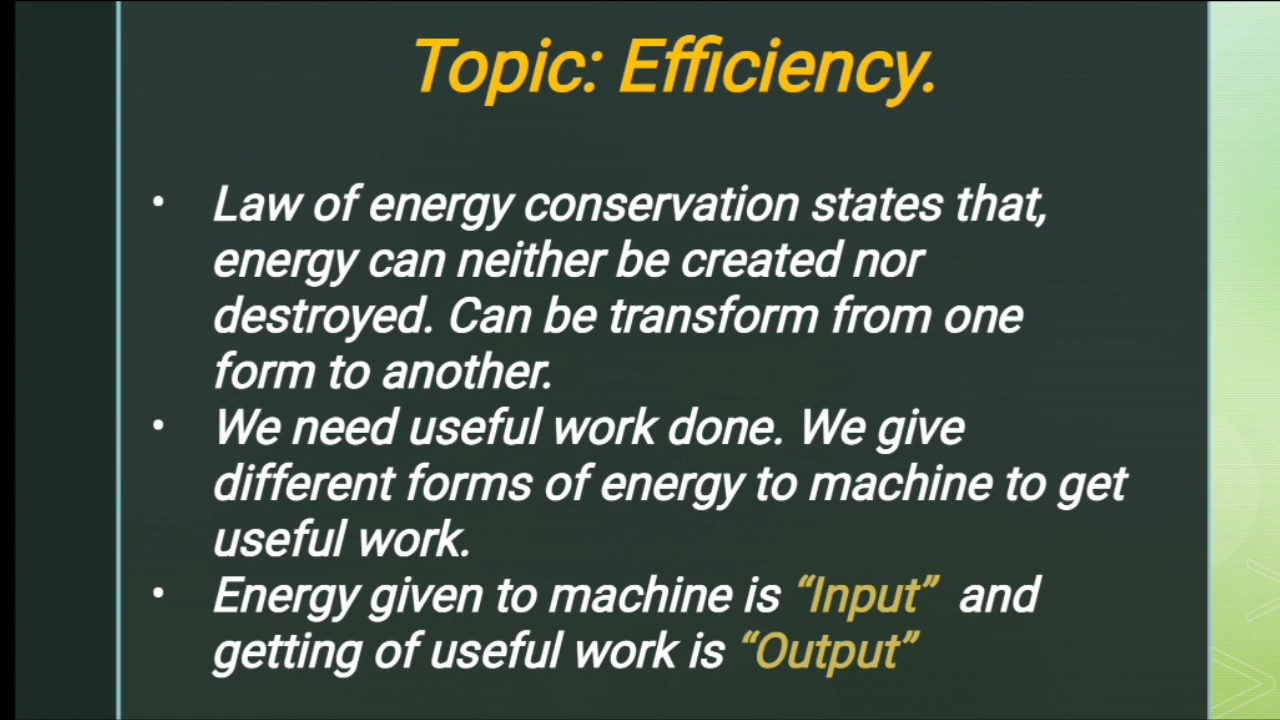 Topic: Efficiency.
• Law of energy conservation states that,
energy can neither be created nor
destroyed. Can be transform from one
form to another.
• We need useful work done. We give
different forms of energy to machine to get
useful work.
• Energy given to machine is “Input” and
getting of useful work is “Output”